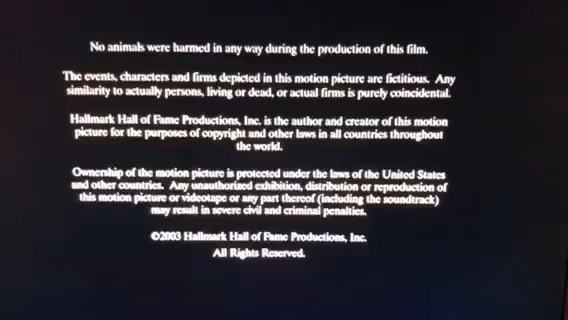 No animals were harmed in any way during the production of this film.
The events, characters and firms depicted in this motion picture are fictitious. Any
similarity to actually persons, living or dead, or actual firms is purely coincidental.
Hallmark Hall of Fame Productions, Inc. is the author and creator of this motion
picture for the purposes of copyright and other laws in all countries throughout
the world.
Ownership of the motion picture is protected under the laws of the United States
and other countries. Any unauthorized exhibition, distribution or reproduction of
this motion picture or videotape or any part thereof (including the soundtrack)
may result in severe civil and criminal penalties.
©2003 Hallmark Hall of Fame Productions, Inc.
All Rights Reserved.